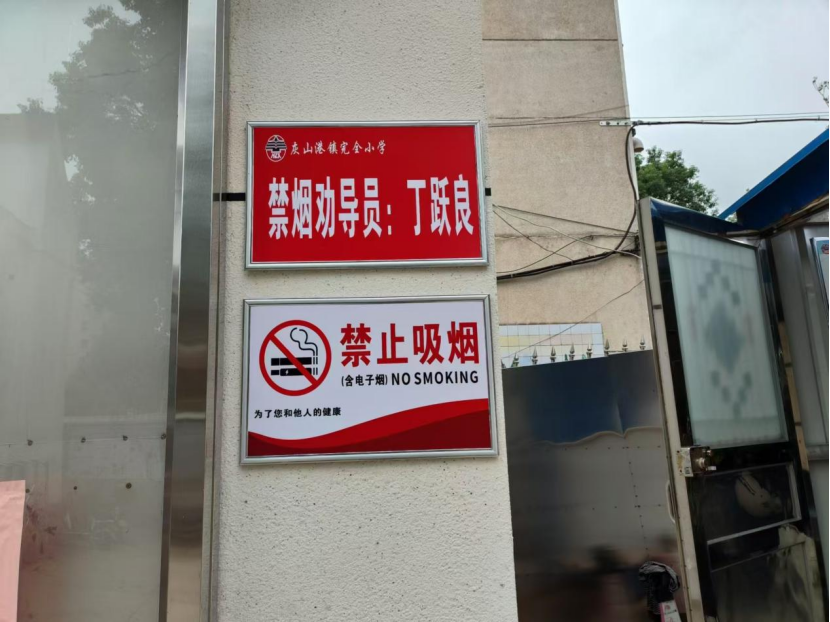 灰山港镇完全小学
禁烟劝导员：丁跃良
禁止吸烟
(含电子烟) NO SMOKING
为了您和他人的健康